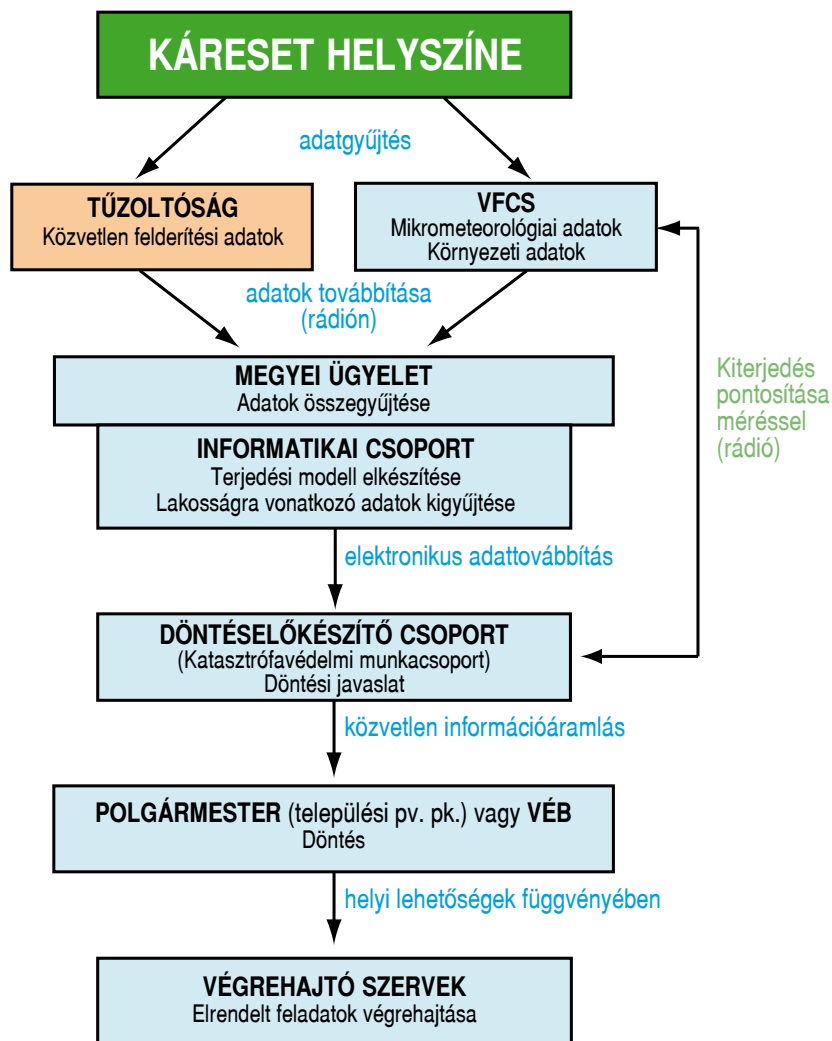 KÁRESET HELYSZÍNE
adatgyűjtés
TŰZOLTÓSÁG
Közvetlen felderítési adatok
VFCS
Mikrometeorológiai adatok
Környezeti adatok
adatok továbbítása
(rádión)
MEGYEI ÜGYELET
Adatok összegyűjtése
Kiterjedés
pontosítása
méréssel
(rádió)
INFORMATIKAI CSOPORT
Terjedési modell elkészítése
Lakosságra vonatkozó adatok kigyűjtése
elektronikus adattovábbítás
DÖNTÉSELŐKÉSZÍTŐ CSOPORT
(Katasztrófavédelmi munkacsoport)
Döntési javaslat
közvetlen információáramlás
POLGÁRMESTER (települési pv. pk.) vagy VÉB
Döntés
helyi lehetőségek függvényében
VÉGREHAJTÓ SZERVEK
Elrendelt feladatok végrehajtása